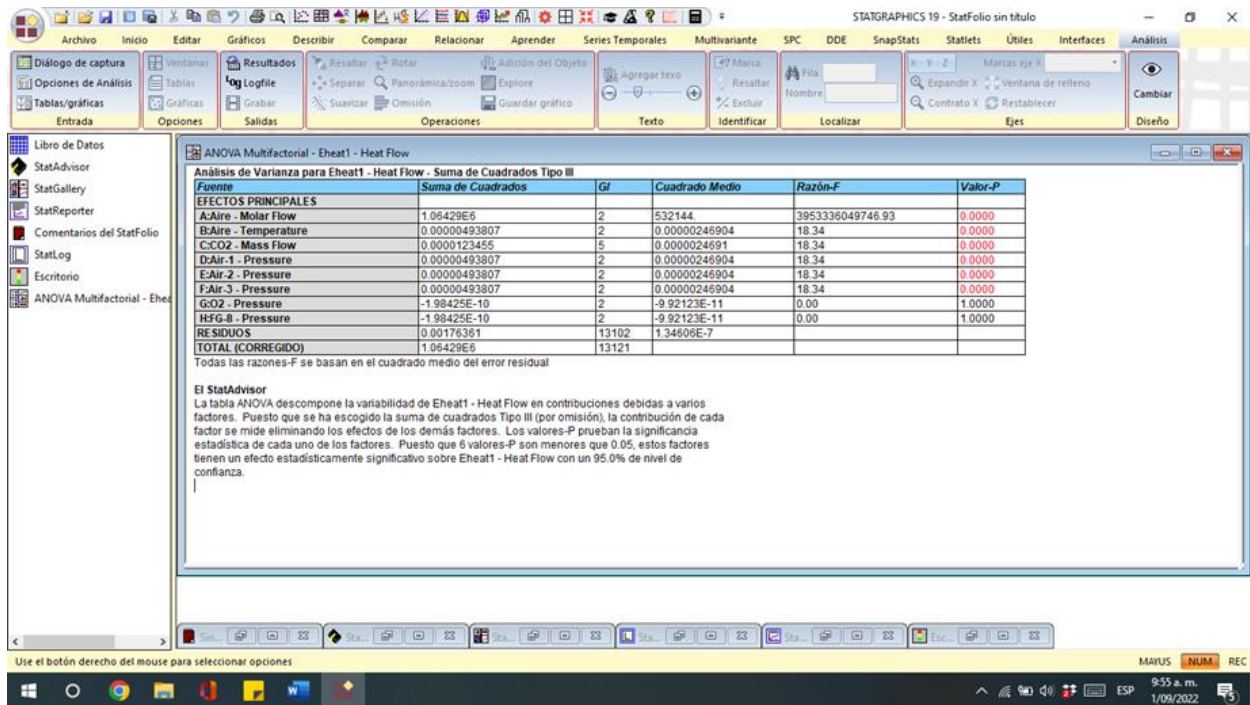 STATGRAPHICS 19 - StatFolio sin título
Archivo Inicio Editar Gráficos Describir Comparar Relacionar Aprender Series Temporales Multivariante SPC DDE SnapStats Statlets Útiles Interfaces Análisis
Diálogo de captura
Opciones de Análisis
Tablas/gráficas
Entrada
Ventanas
Tablas
Gráficas
Opciones
Resultados
Log Logfile
Grabar
Salidas
Resaltar Rotar Adición del Objeto
Separar Panorámica/zoom Explore
Suavizar Omisión Guardar gráfico
Operaciones
Agregar texo
Texto
Marca
Resaltar
Excluir
Identificar
Fila
Nombre
Localizar
X Y Z Marcas eje X
Expandir X Ventana de relleno
Contrato X Restablecer
Ejes
Cambiar
Diseño
Libro de Datos
StatAdvisor
StatGallery
StatReporter
Comentarios del StatFolio
StatLog
Escritorio
ANOVA Multifactorial - Ehea
ANOVA Multifactorial - Eheat1 - Heat Flow
Análisis de Varianza para Eheat1 - Heat Flow - Suma de Cuadrados Tipo III
Fuente Suma de Cuadrados Gl Cuadrado Medio Razón-F Valor-P
EFECTOS PRINCIPALES
A:Aire - Molar Flow 1.06429E6 2 532144. 3953336049746.93 0.0000
B:Aire - Temperature 0.00000493807 2 0.00000246904 18.34 0.0000
C:CO2 - Mass Flow 0.0000123455 5 0.0000024691 18.34 0.0000
D:Air-1 - Pressure 0.00000493807 2 0.00000246904 18.34 0.0000
E:Air-2 - Pressure 0.00000493807 2 0.00000246904 18.34 0.0000
F:Air-3 - Pressure 0.00000493807 2 0.00000246904 18.34 0.0000
G:O2 - Pressure -1.98425E-10 2 -9.92123E-11 0.00 1.0000
H:FG-8 - Pressure -1.98425E-10 2 -9.92123E-11 0.00 1.0000
RESIDUOS 0.00176361 13102 1.34606E-7
TOTAL (CORREGIDO) 1.06429E6 13121
Todas las razones-F se basan en el cuadrado medio del error residual
El StatAdvisor
La tabla ANOVA descompone la variabilidad de Eheat1 - Heat Flow en contribuciones debidas a varios
factores. Puesto que se ha escogido la suma de cuadrados Tipo III (por omisión), la contribución de cada
factor se mide eliminando los efectos de los demás factores. Los valores-P prueban la significancia
estadística de cada uno de los factores. Puesto que 6 valores-P son menores que 0.05, estos factores
tienen un efecto estadísticamente significativo sobre Eheat1 - Heat Flow con un 95.0% de nivel de
confianza.
Sin... Sta... Sta... Sta... Sta... Esc...
Use el botón derecho del mouse para seleccionar opciones
MAYUS NUM REC
ESP
9:55 a. m.
1/09/2022